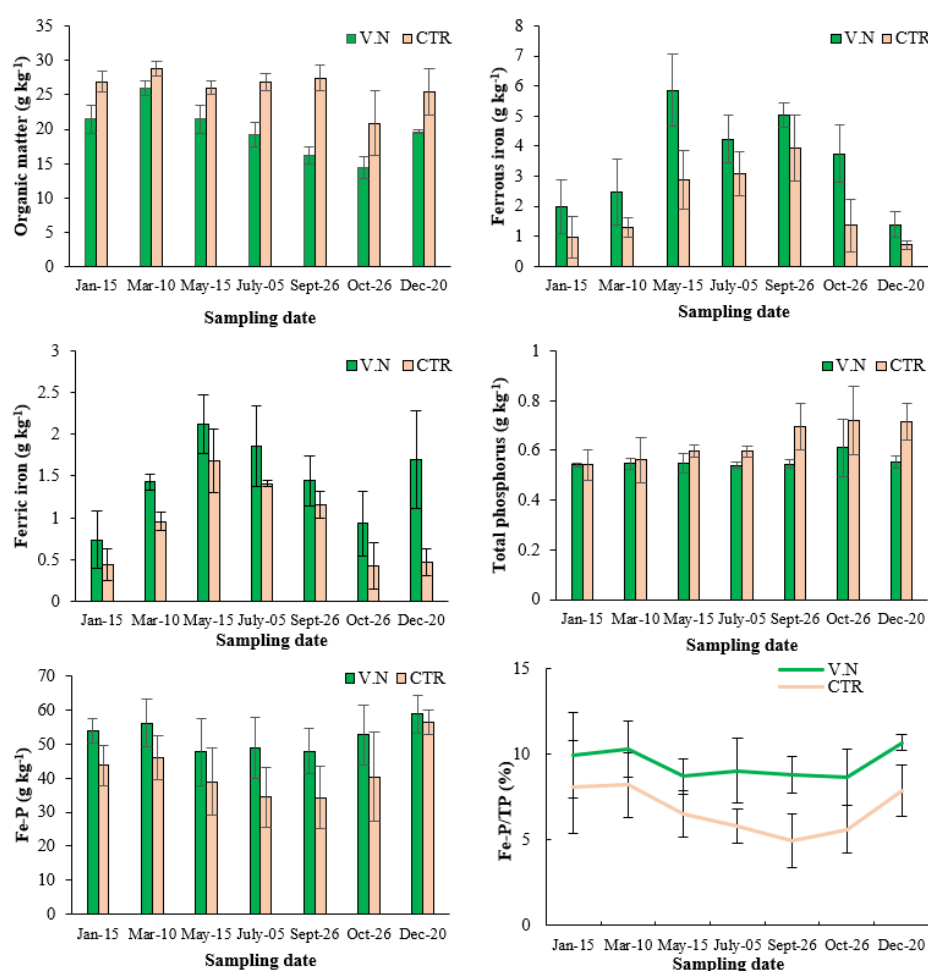 Organic matter (g kg⁻¹)
35
30
25
20
15
10
5
0
V.N CTR
Jan-15 Mar-10 May-15 July-05 Sept-26 Oct-26 Dec-20
Sampling date
Ferrous iron (g kg⁻¹)
8
7
6
5
4
3
2
1
0
V.N CTR
Jan-15 Mar-10 May-15 July-05 Sept-26 Oct-26 Dec-20
Sampling date
Ferric iron (g kg⁻¹)
3
2.5
2
1.5
1
0.5
0
V.N CTR
Jan-15 Mar-10 May-15 July-05 Sept-26 Oct-26 Dec-20
Sampling date
Total phosphorus (g kg⁻¹)
1
0.8
0.6
0.4
0.2
0
V.N CTR
Jan-15 Mar-10 May-15 July-05 Sept-26 Oct-26 Dec-20
Sampling date
Fe-P (g kg⁻¹)
70
60
50
40
30
20
10
0
V.N CTR
Jan-15 Mar-10 May-15 July-05 Sept-26 Oct-26 Dec-20
Sampling date
Fe-P/TP (%)
15
10
5
0
V.N
CTR
Jan-15 Mar-10 May-15 July-05 Sept-26 Oct-26 Dec-20
Sampling date